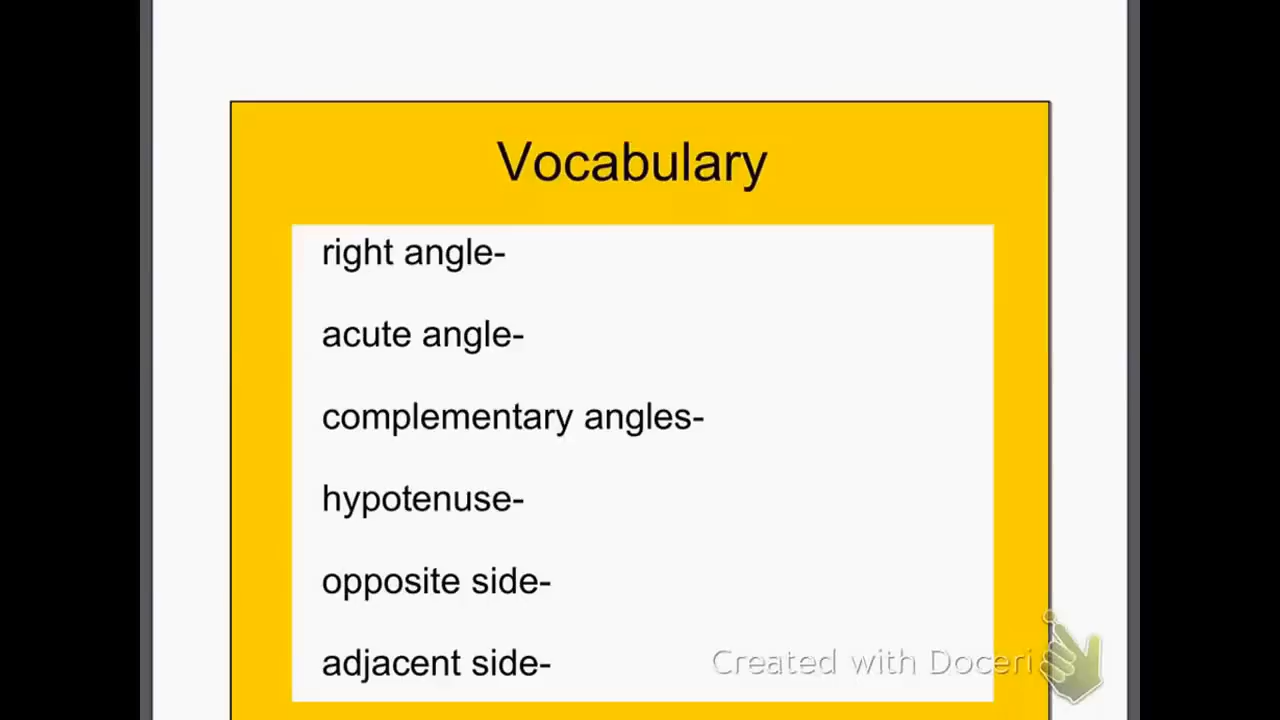 Vocabulary
right angle-
acute angle-
complementary angles-
hypotenuse-
opposite side-
adjacent side-
Created with Doceri